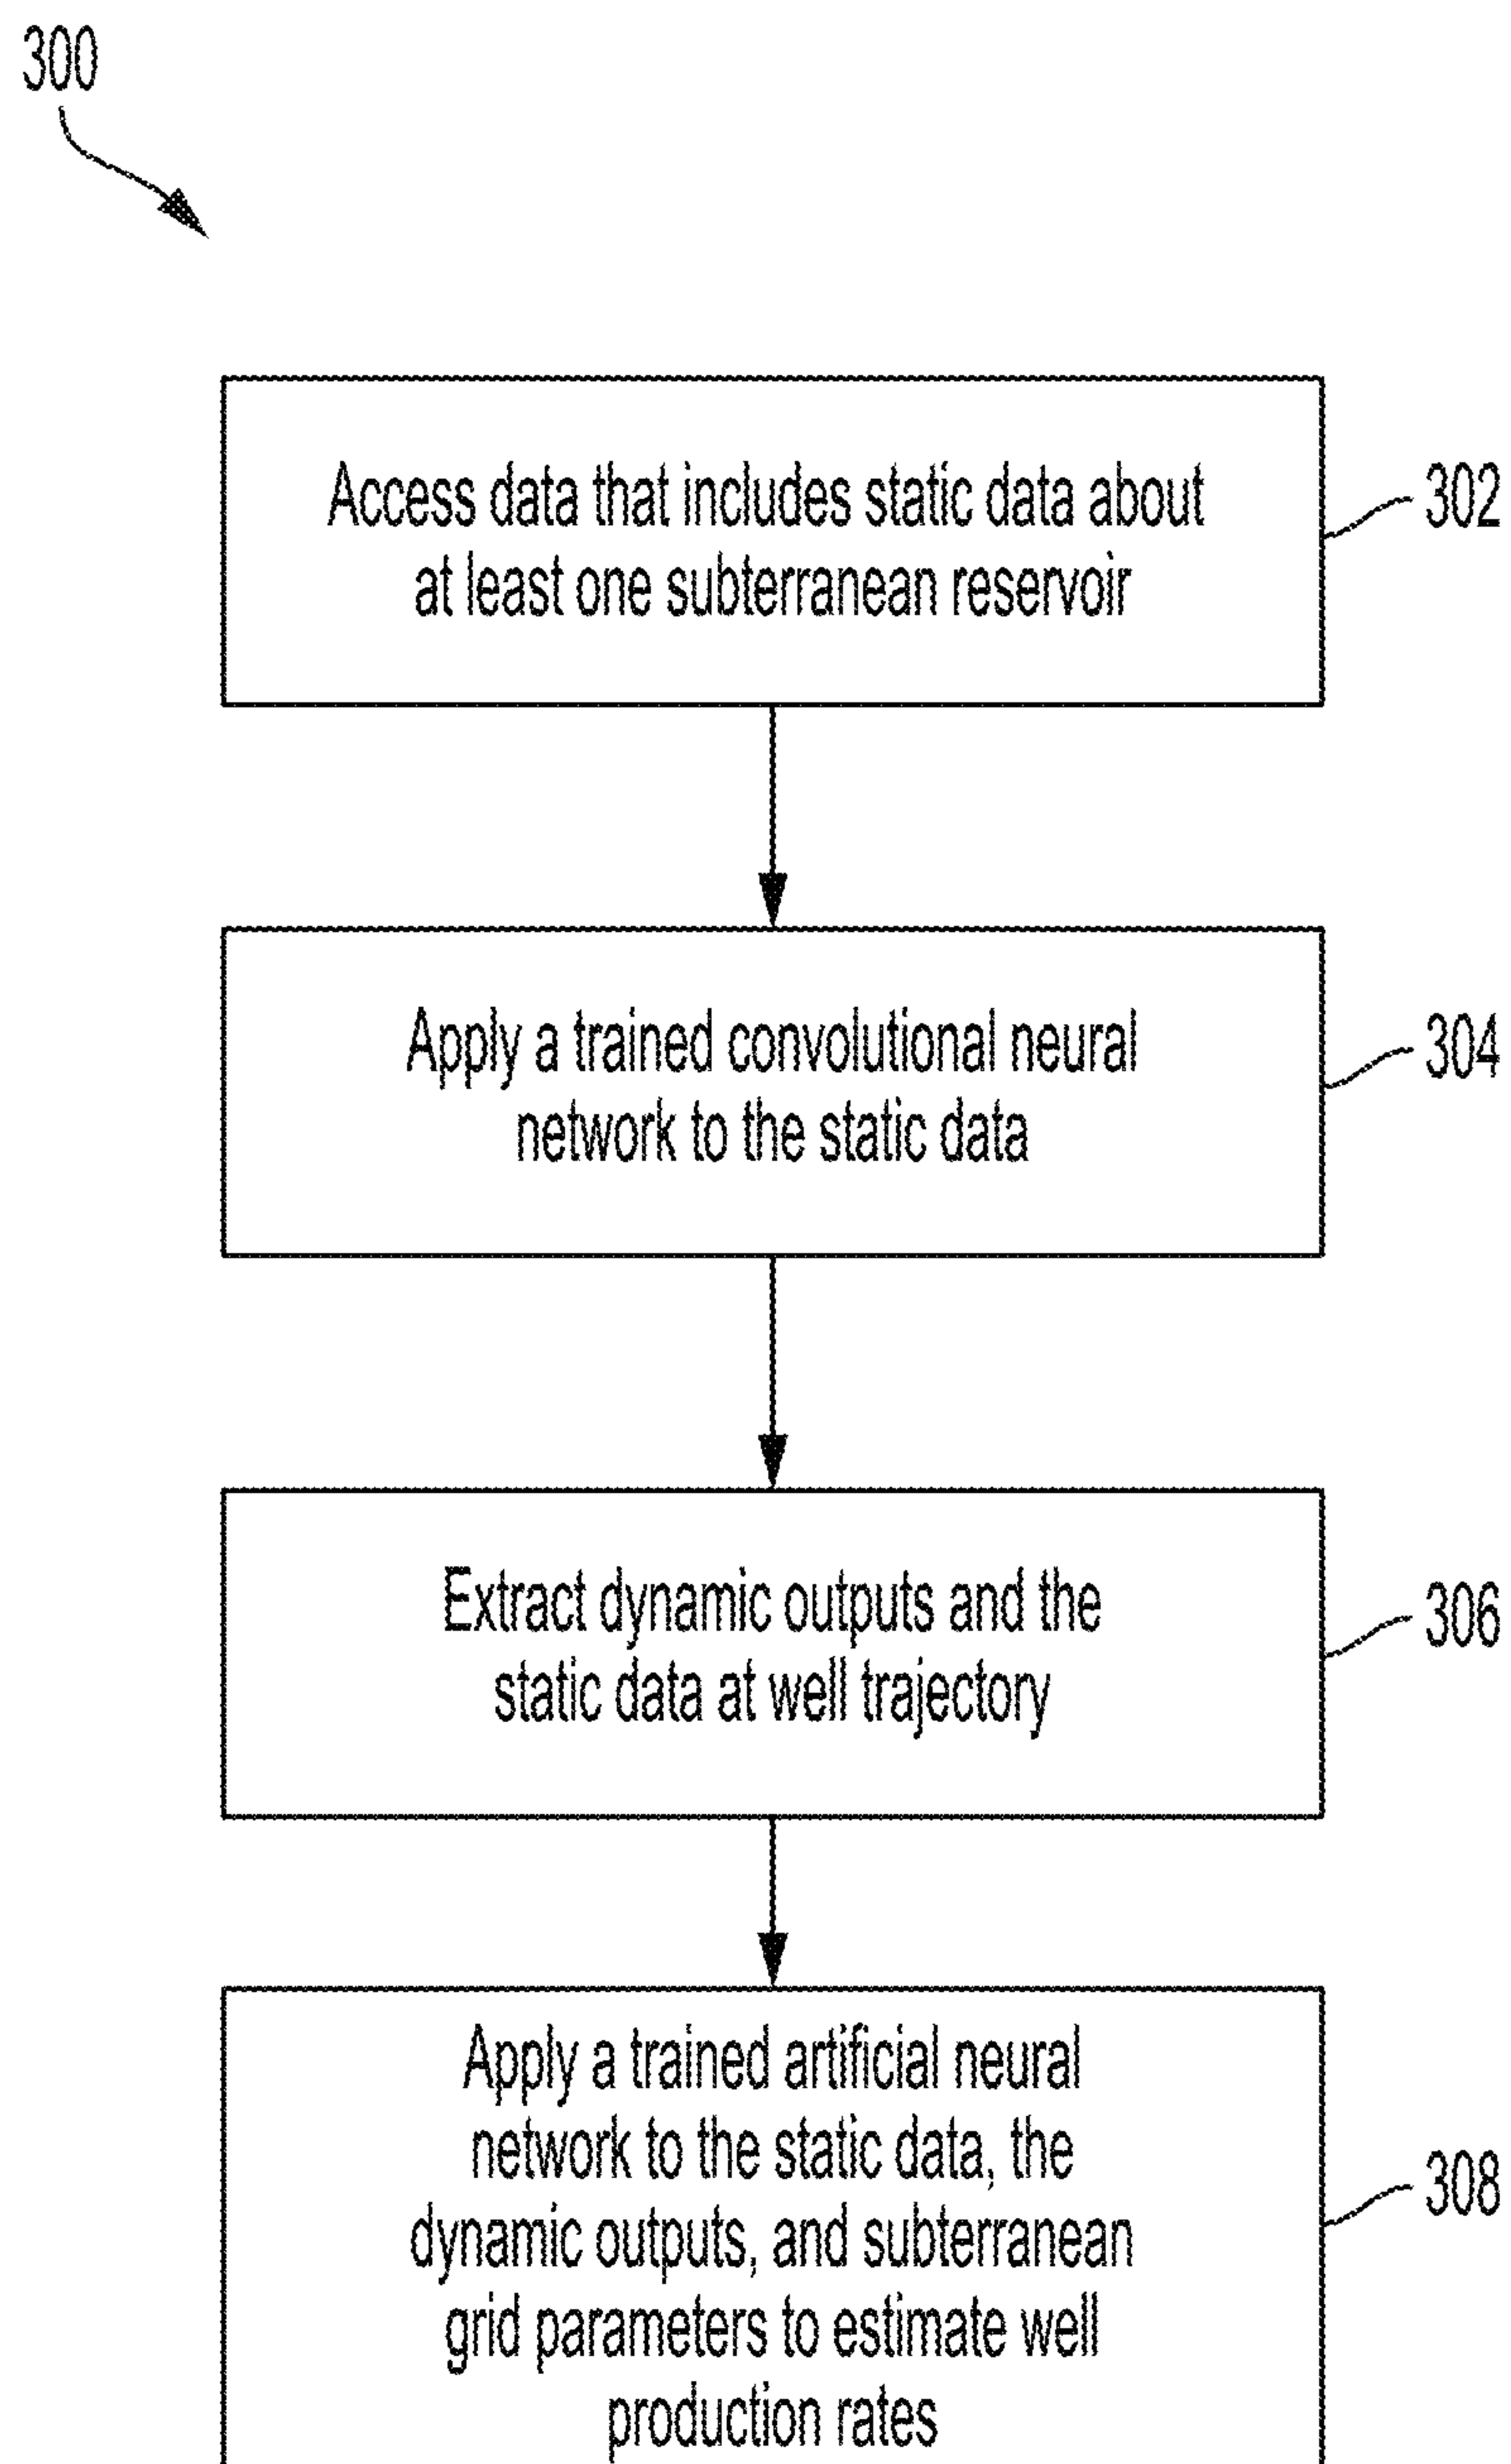 300
Access data that includes static data about
at least one subterranean reservoir
302
Apply a trained convolutional neural
network to the static data
304
Extract dynamic outputs and the
static data at well trajectory
306
Apply a trained artificial neural
network to the static data, the
dynamic outputs, and subterranean
grid parameters to estimate well
production rates
308